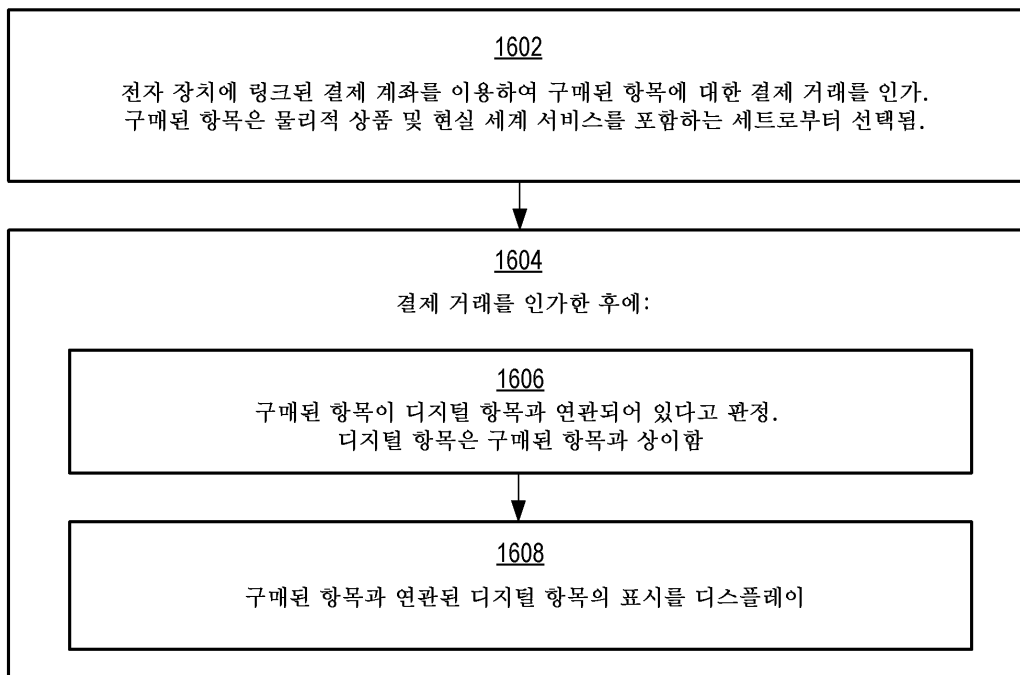 1602
전자 장치에 링크된 결제 계좌를 이용하여 구매된 항목에 대한 결제 거래를 인가.
구매된 항목은 물리적 상품 및 현실 세계 서비스를 포함하는 세트로부터 선택됨.
1604
결제 거래를 인가한 후에:
1606
구매된 항목이 디지털 항목과 연관되어 있다고 판정.
디지털 항목은 구매된 항목과 상이함
1608
구매된 항목과 연관된 디지털 항목의 표시를 디스플레이